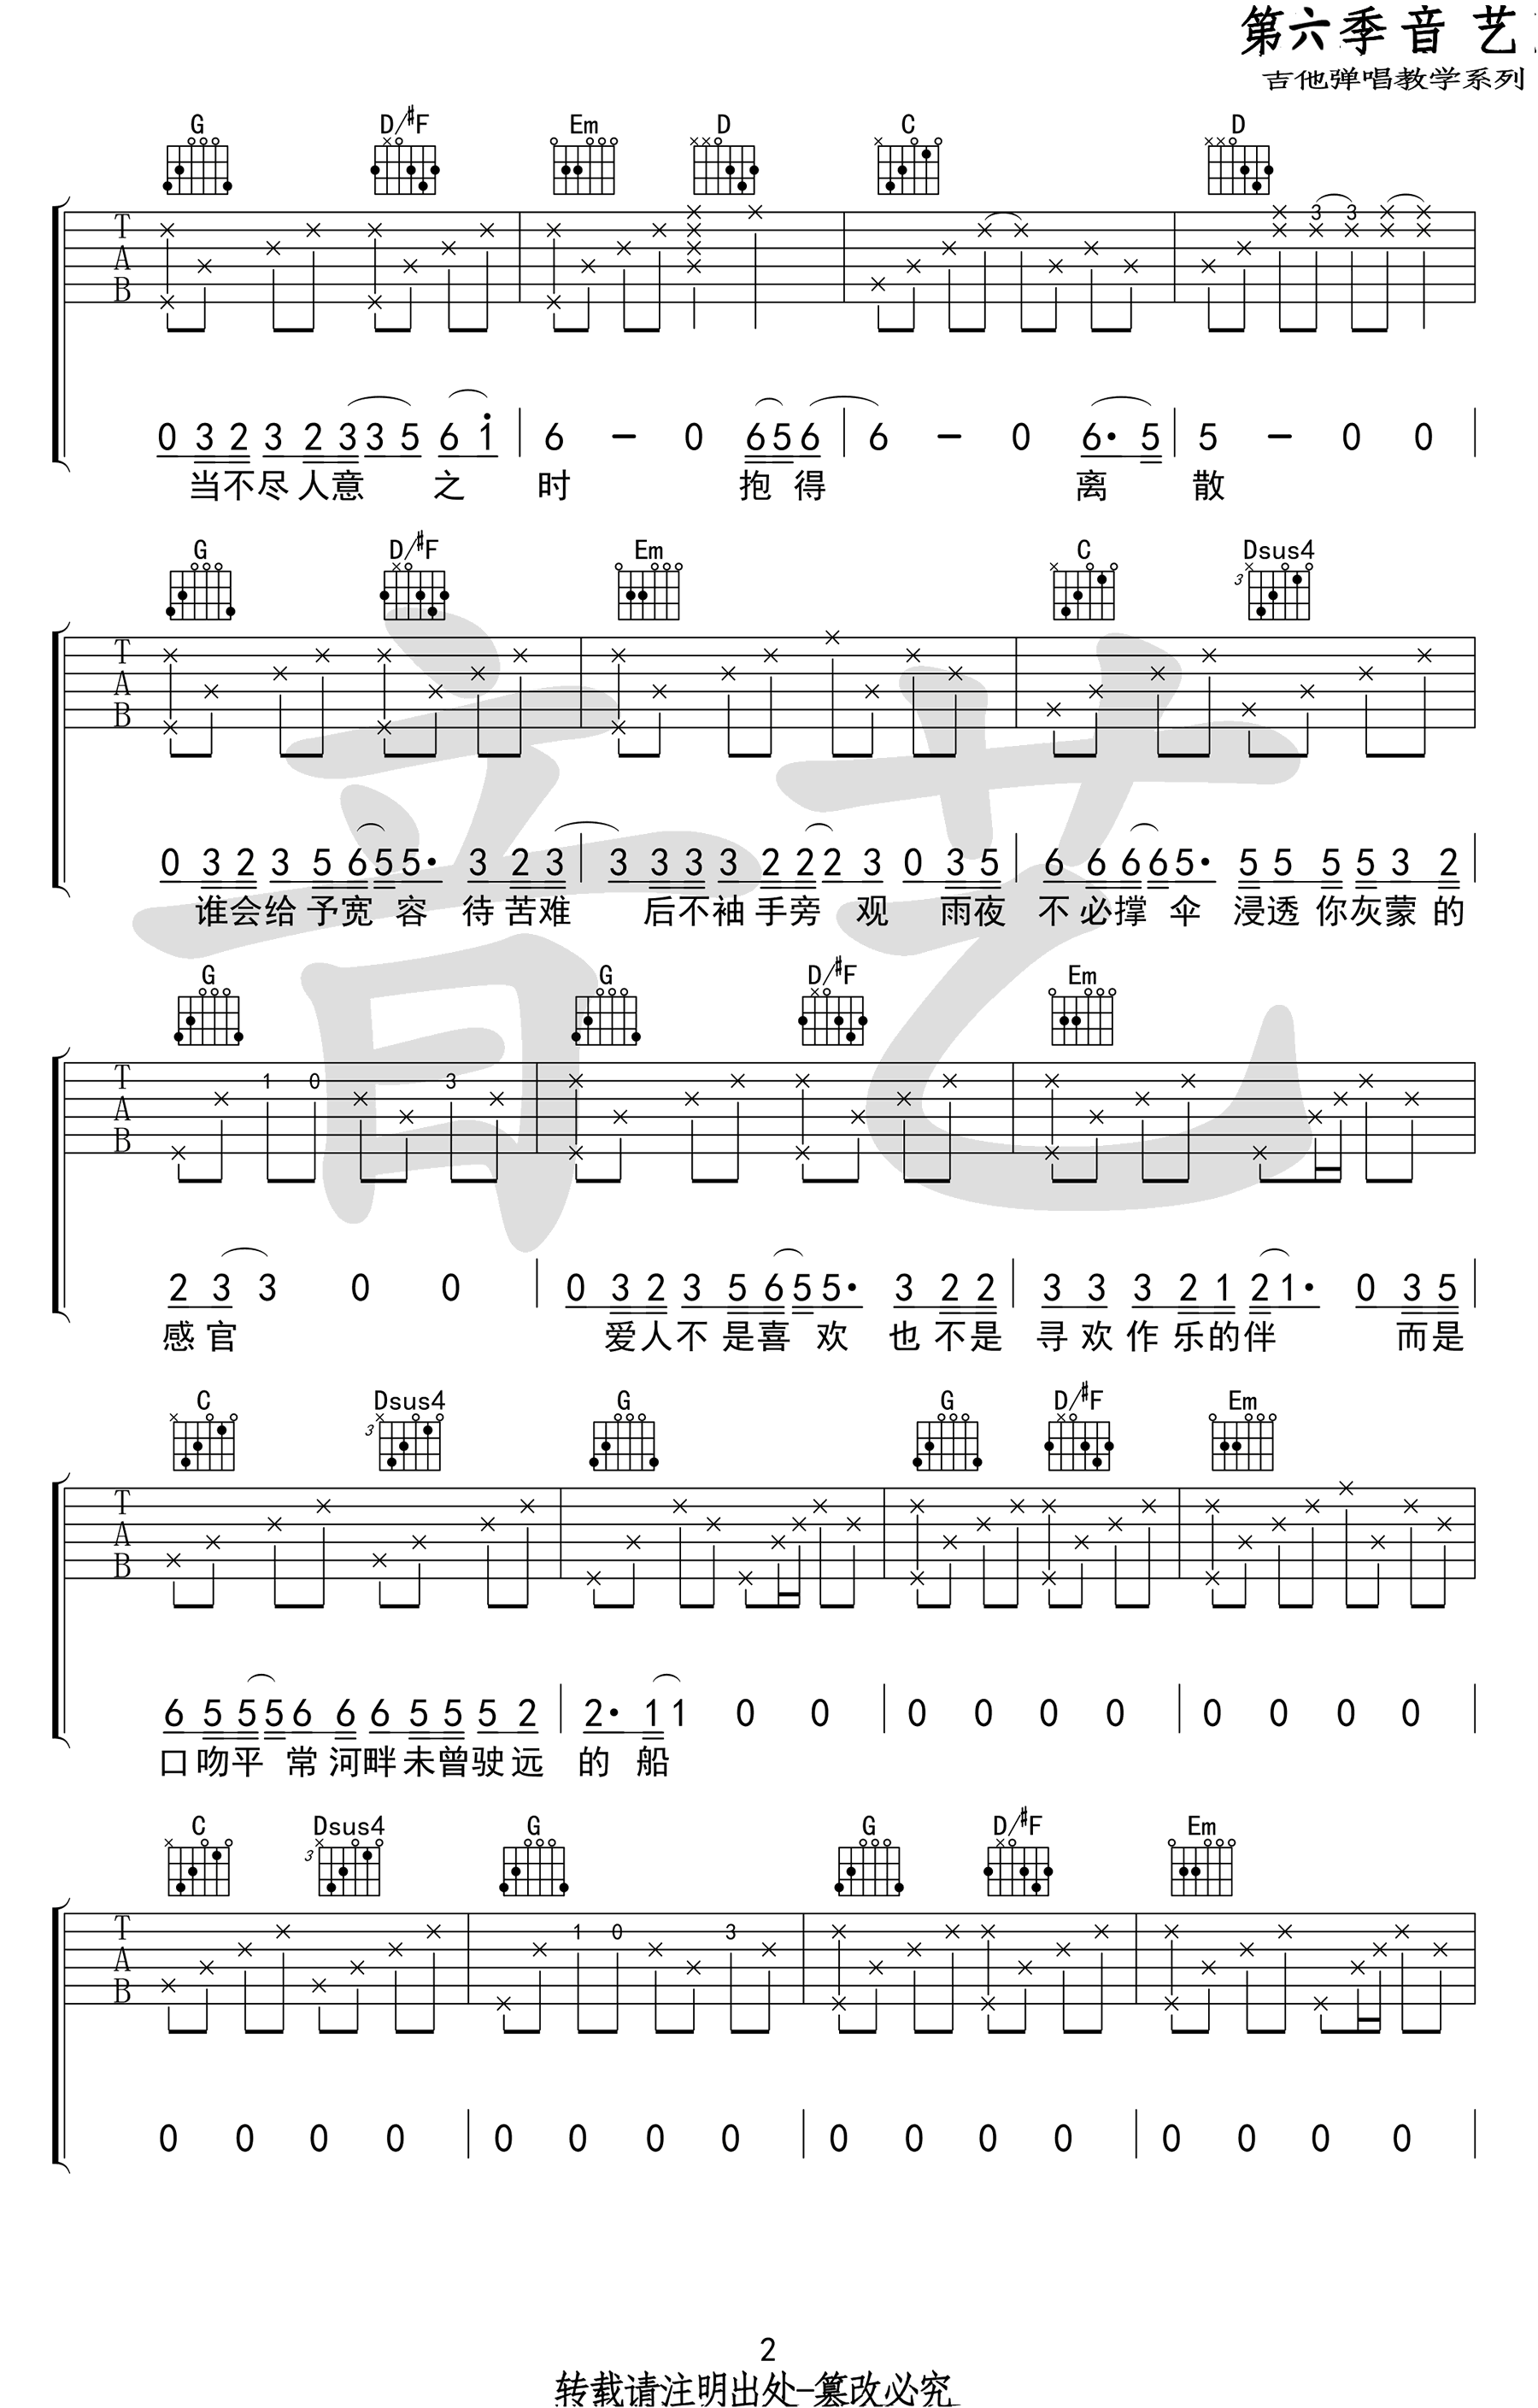 第六季音艺
吉他弹唱教学系列
G D/#F Em D C D
T
A
B
3 3
0 3 2 3 2 3 3 5 6 1 6 - 0 6 5 6 6 - 0 6· 5 5 - 0 0
当不尽人意 之 时 抱 得 离 散
G D/#F Em C Dsus4
3
T
A
B
0 3 2 3 5 6 5 5· 3 2 3 3 3 3 3 2 2 2 3 0 3 5 6 6 6 6 5· 5 5 5 5 3 2
谁会给 予宽 容 待 苦难 后不袖 手旁 观 雨夜 不 必撑 伞 浸透 你灰蒙 的
G G D/#F Em
T
A
B
1 0 3
2 3 3 0 0 0 3 2 3 5 6 5 5· 3 2 2 3 3 3 2 1 2 1· 0 3 5
感 官 爱人不 是喜 欢 也 不是 寻 欢 作 乐的伴 而是
C Dsus4 G G D/#F Em
3
T
A
B
6 5 5 5 6 6 6 5 5 5 2 2· 1 1 0 0 0 0 0 0 0 0 0 0
口 吻平 常 河畔 未曾驶 远 的 船
C Dsus4 G G D/#F Em
3
T
A
B
1 0 3
0 0 0 0 0 0 0 0 0 0 0 0 0 0 0 0
2
转载请注明出处-篡改必究
音艺